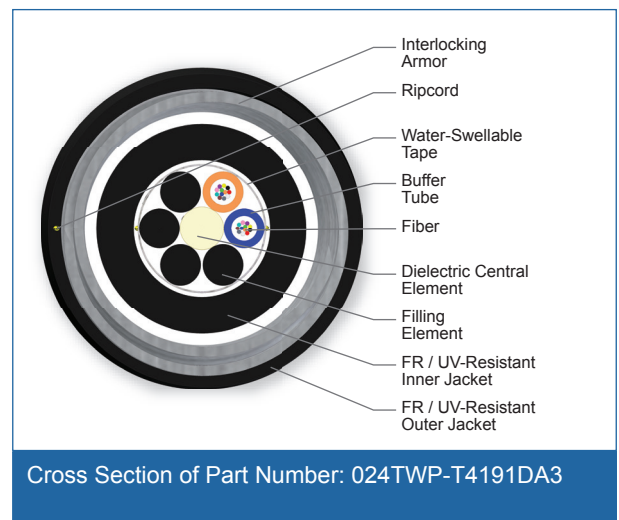 Interlocking
Armor
Ripcord
Water-Swellable
Tape
Buffer
Tube
Fiber
Dielectric Central
Element
Filling
Element
FR / UV-Resistant
Inner Jacket
FR / UV-Resistant
Outer Jacket
Cross Section of Part Number: 024TWP-T4191DA3